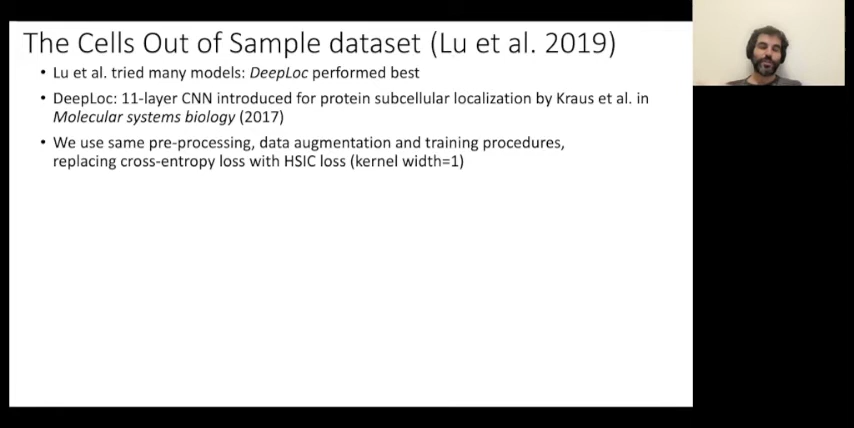 The Cells Out of Sample dataset (Lu et al. 2019)
• Lu et al. tried many models: DeepLoc performed best
• DeepLoc: 11-layer CNN introduced for protein subcellular localization by Kraus et al. in
Molecular systems biology (2017)
• We use same pre-processing, data augmentation and training procedures,
replacing cross-entropy loss with HSIC loss (kernel width=1)